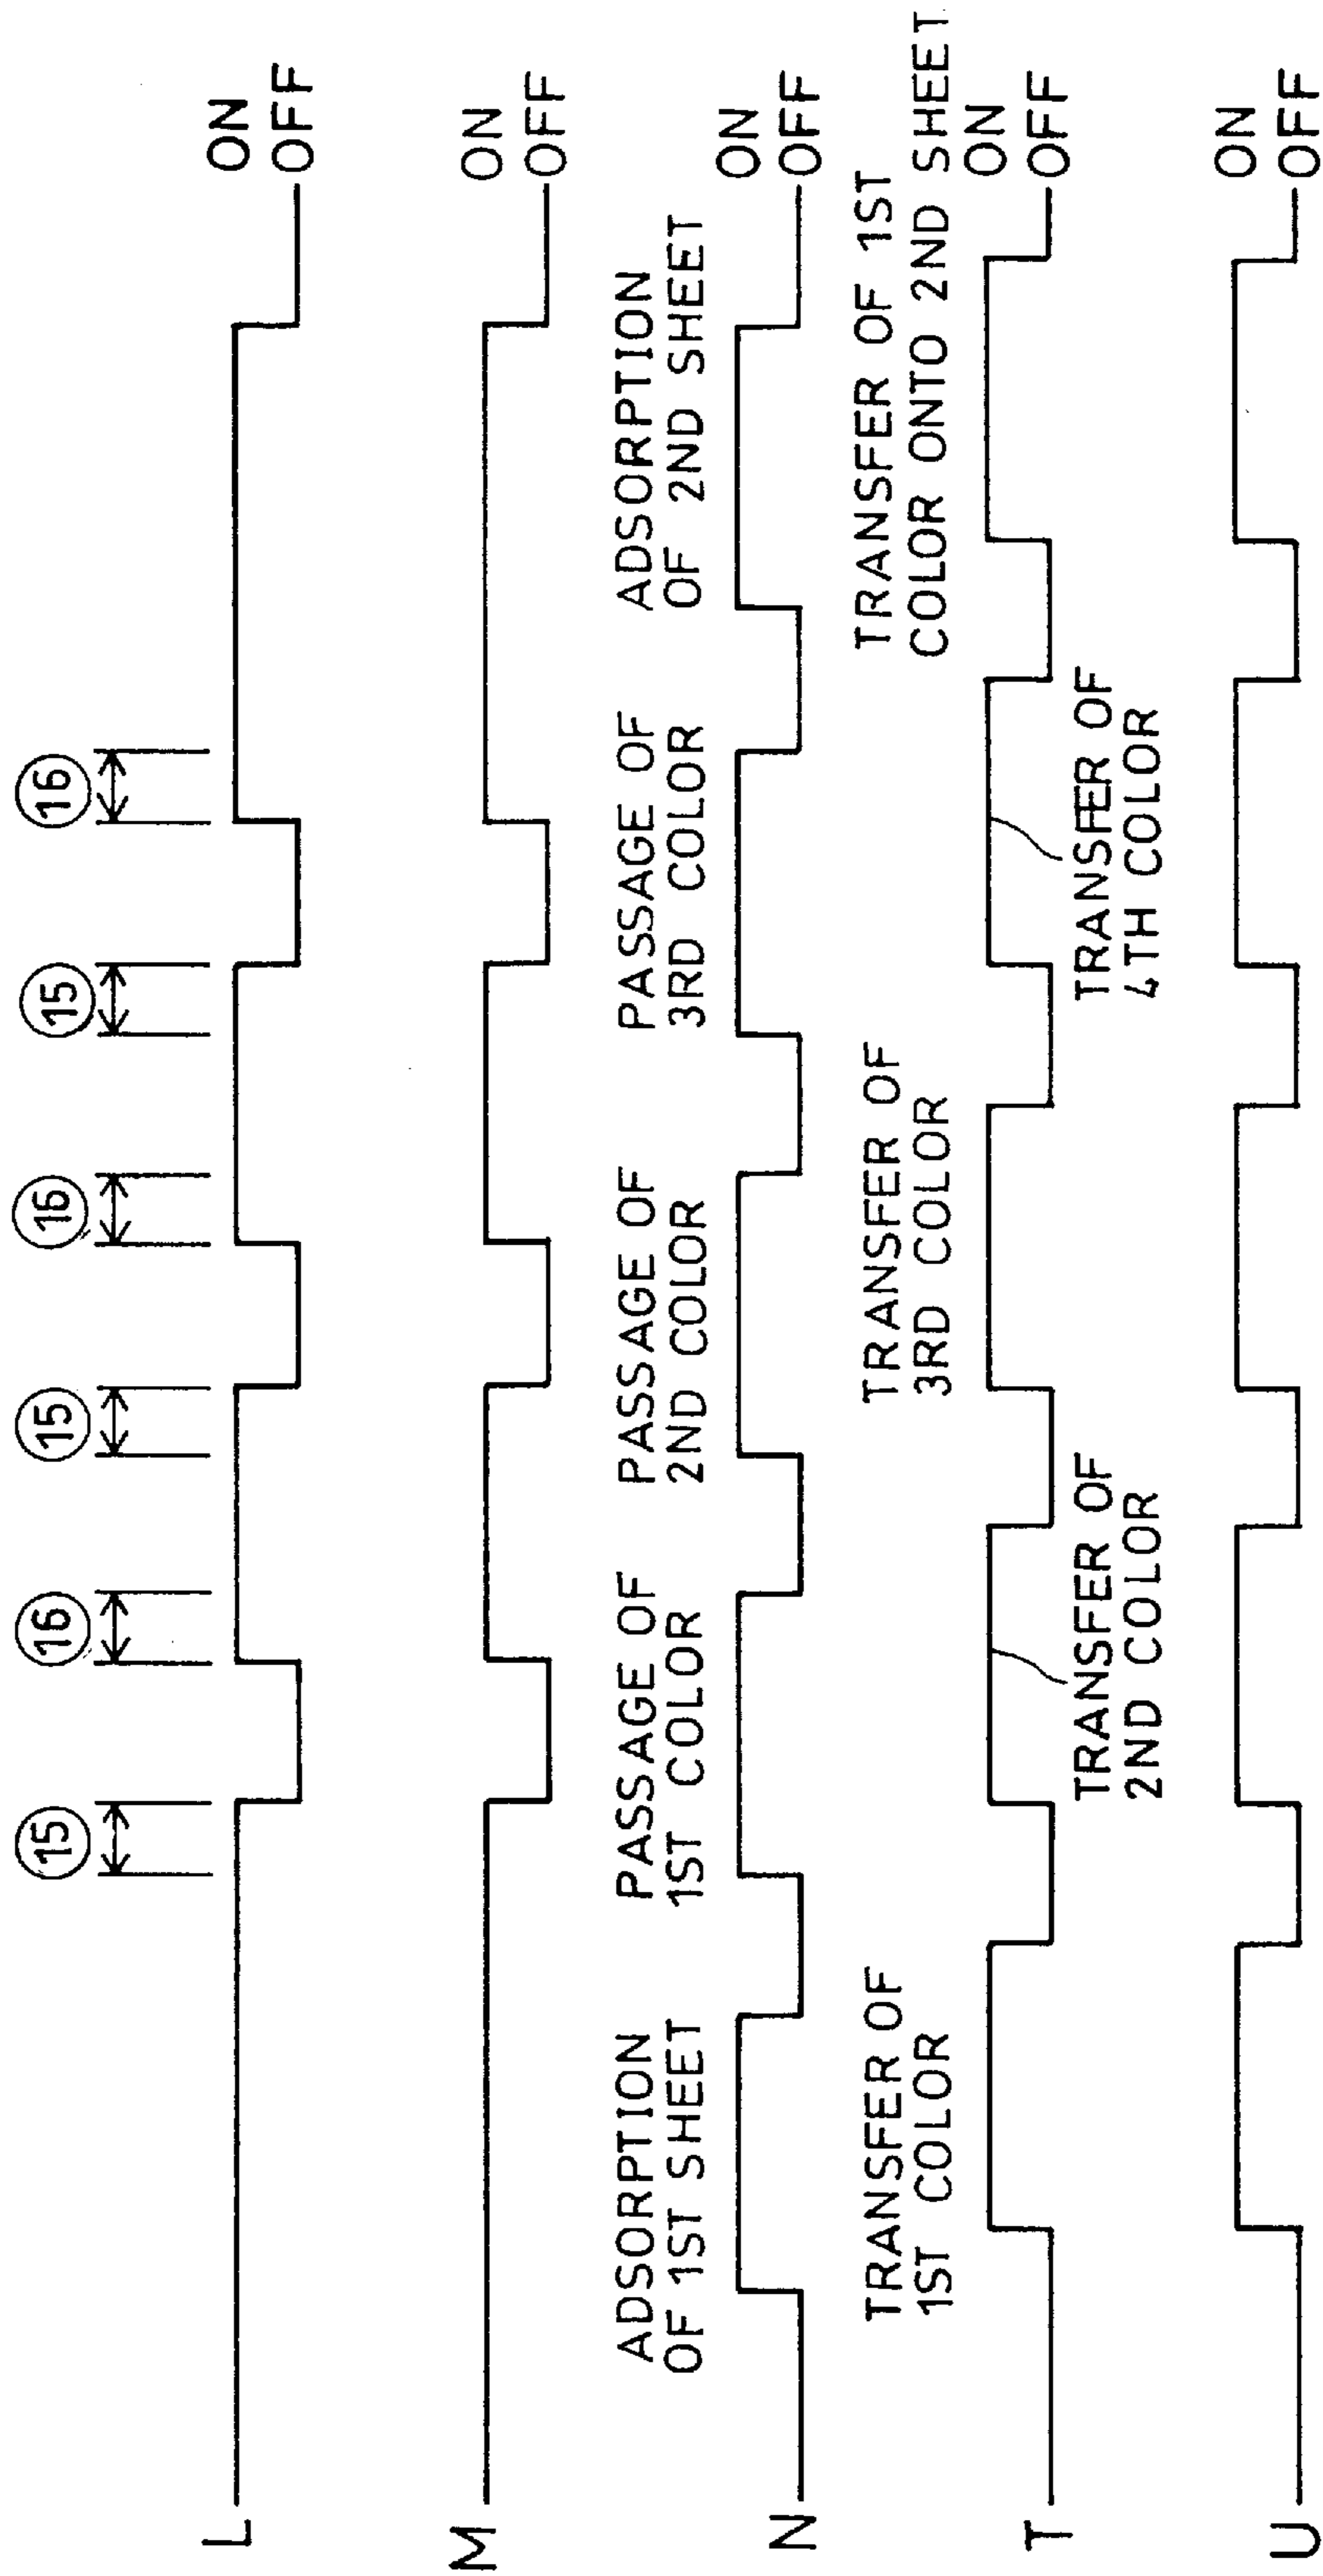 15
16
15
16
15
16
L
ON
OFF
M
ON
OFF
ADSORPTION
OF 1ST SHEET
PASSAGE OF
1ST COLOR
PASSAGE OF
2ND COLOR
PASSAGE OF
3RD COLOR
ADSORPTION
OF 2ND SHEET
N
ON
OFF
TRANSFER OF
1ST COLOR
TRANSFER OF
3RD COLOR
TRANSFER OF 1ST
COLOR ONTO 2ND SHEET
T
ON
OFF
TRANSFER OF
2ND COLOR
TRANSFER OF
4TH COLOR
U
ON
OFF